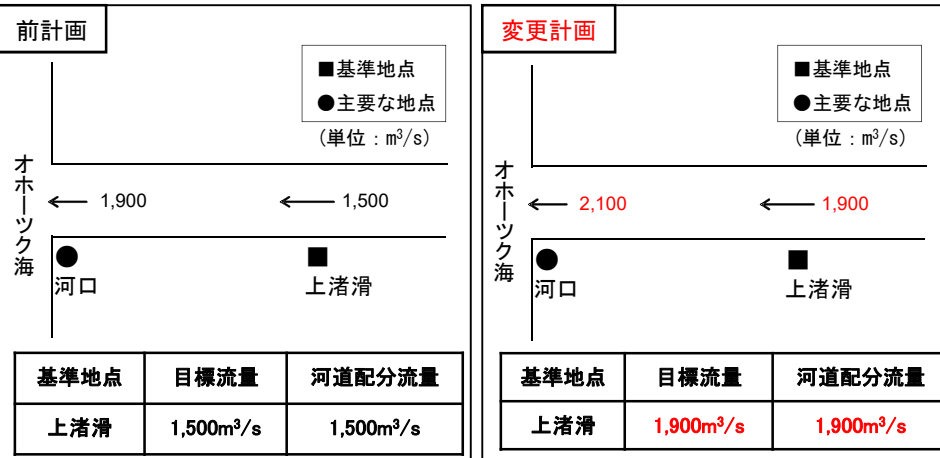 前計画
■基準地点
●主要な地点
(単位：m³/s)
オホーツク海
← 1,900
← 1,500
河口
上渚滑
基準地点 目標流量 河道配分流量
上渚滑 1,500m³/s 1,500m³/s
変更計画
■基準地点
●主要な地点
(単位：m³/s)
オホーツク海
← 2,100
← 1,900
河口
上渚滑
基準地点 目標流量 河道配分流量
上渚滑 1,900m³/s 1,900m³/s